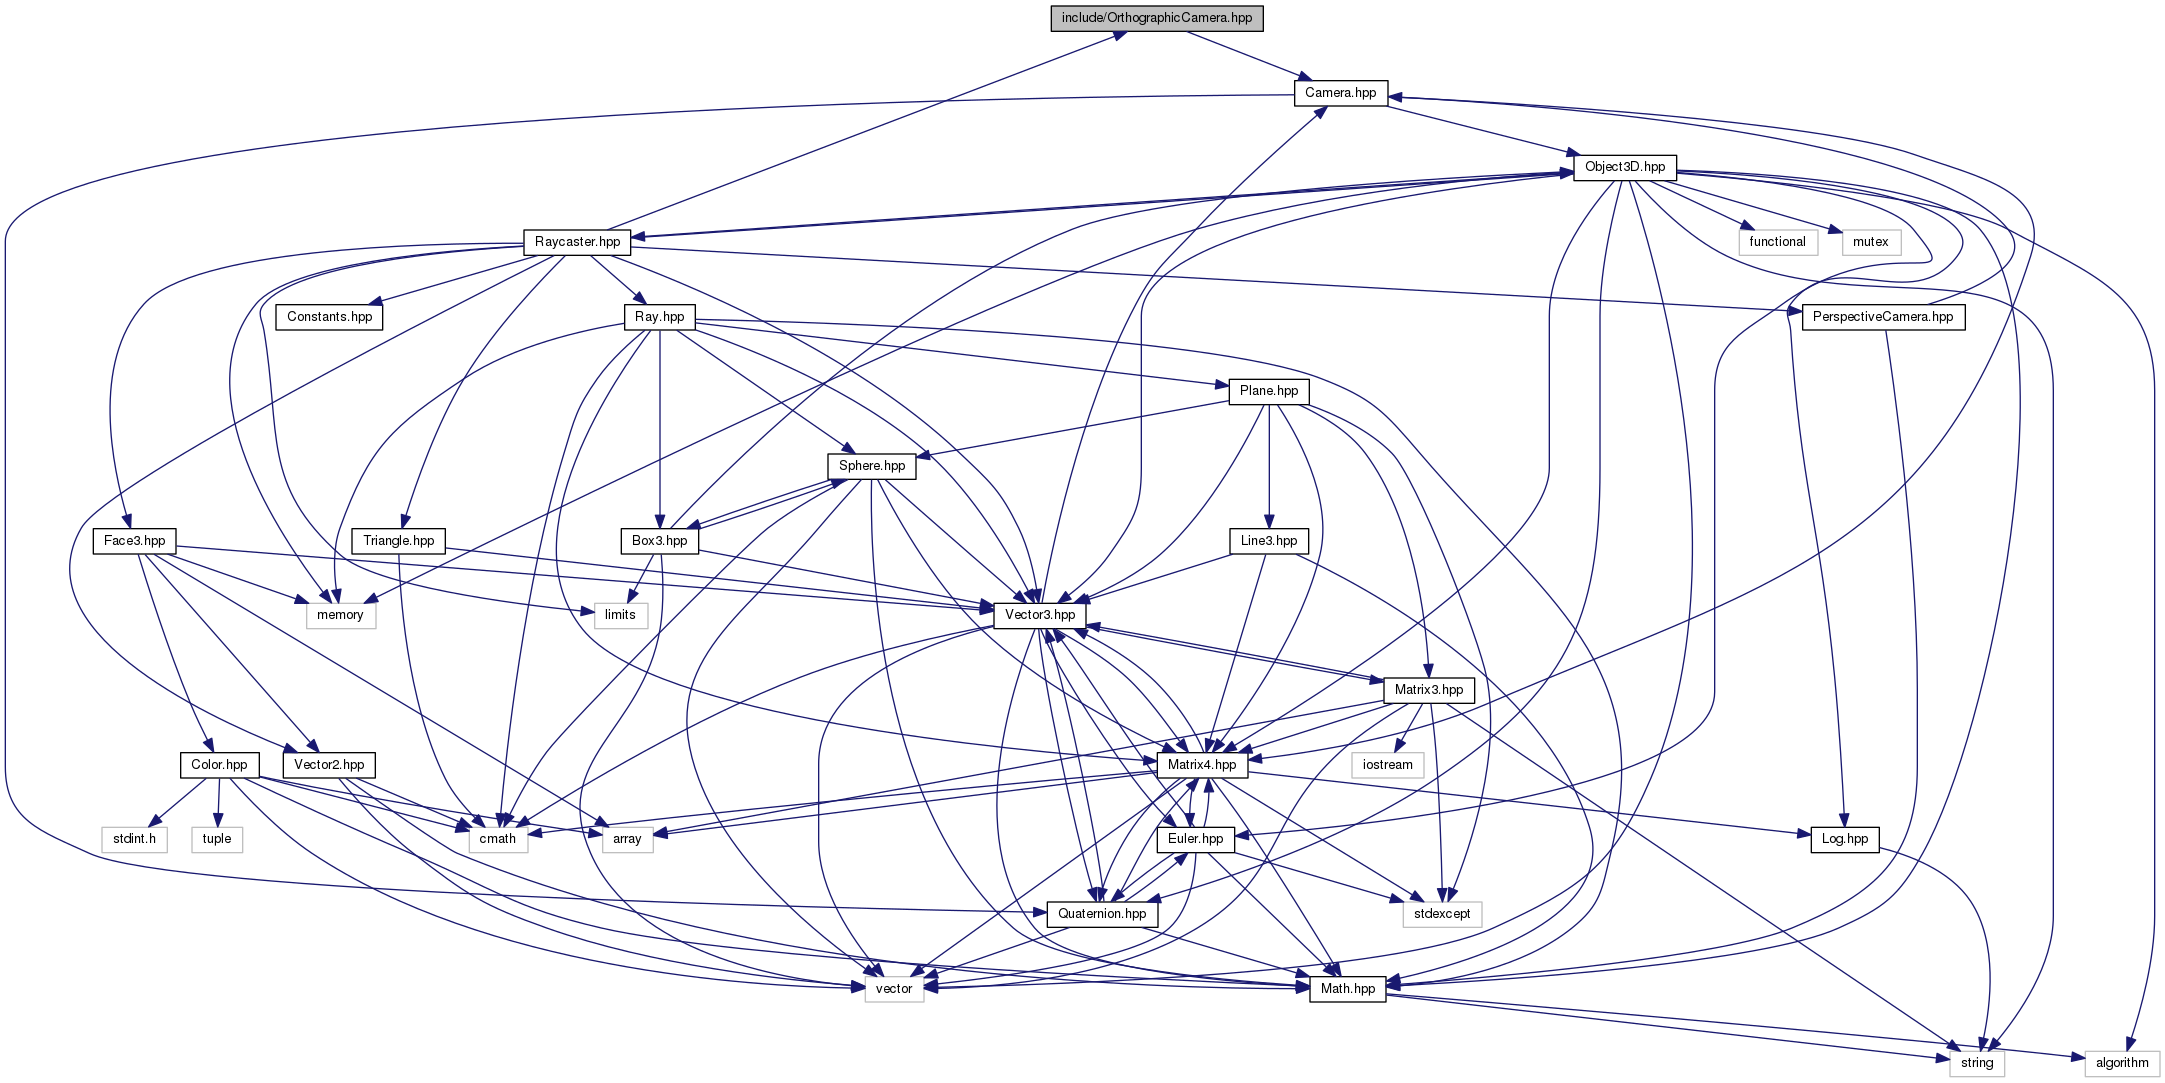 include/OrthographicCamera.hpp
Camera.hpp
Object3D.hpp
Raycaster.hpp
functional
mutex
Constants.hpp
Ray.hpp
PerspectiveCamera.hpp
Plane.hpp
Sphere.hpp
Face3.hpp
Triangle.hpp
Box3.hpp
Line3.hpp
memory
limits
Vector3.hpp
Matrix3.hpp
Color.hpp
Vector2.hpp
Matrix4.hpp
iostream
stdint.h
tuple
cmath
array
Euler.hpp
Log.hpp
Quaternion.hpp
stdexcept
vector
Math.hpp
string
algorithm